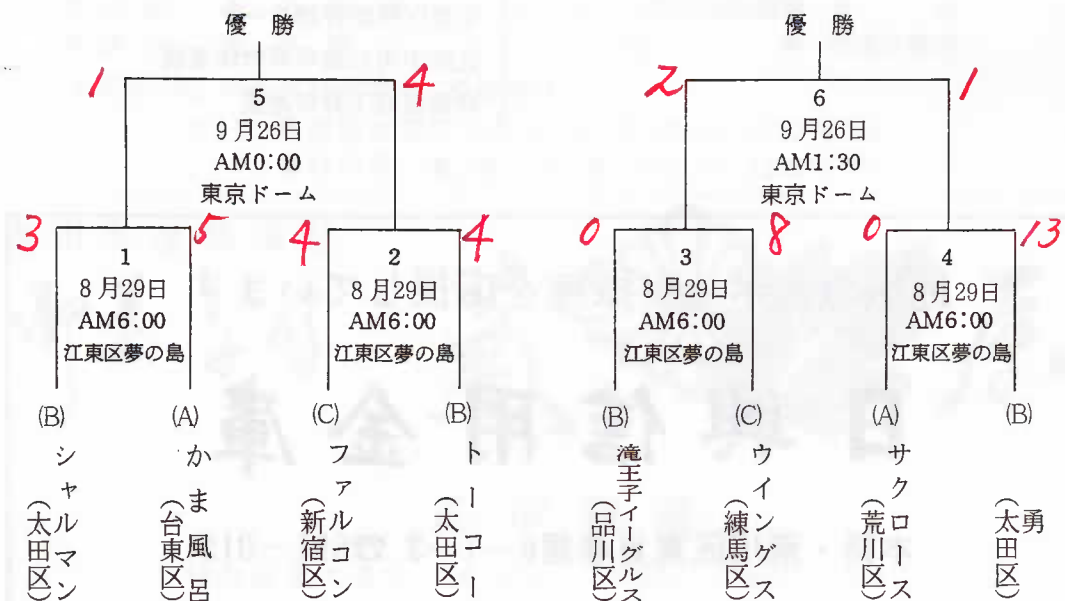 優勝
優勝
1
4
2
1
5
9月26日
AM0:00
東京ドーム
6
9月26日
AM1:30
東京ドーム
3
5
4
4
0
8
0
13
1
8月29日
AM6:00
江東区夢の島
2
8月29日
AM6:00
江東区夢の島
3
8月29日
AM6:00
江東区夢の島
4
8月29日
AM6:00
江東区夢の島
(B)
シャルマン
(太田区)
(A)
かま風呂
(台東区)
(C)
ファルコン
(新宿区)
(B)
トーコー
(太田区)
(B)
滝王子イーグルス
(品川区)
(C)
ウイングス
(練馬区)
(A)
サクロース
(荒川区)
(B)
勇
(太田区)